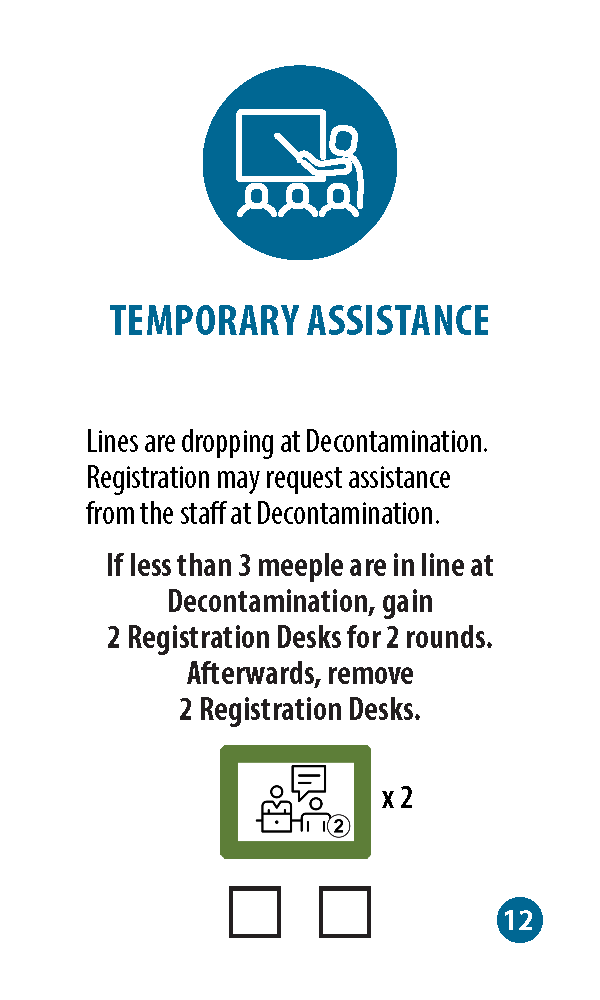 TEMPORARY ASSISTANCE
Lines are dropping at Decontamination.
Registration may request assistance
from the staff at Decontamination.
If less than 3 meeple are in line at
Decontamination, gain
2 Registration Desks for 2 rounds.
Afterwards, remove
2 Registration Desks.
2
x 2
12